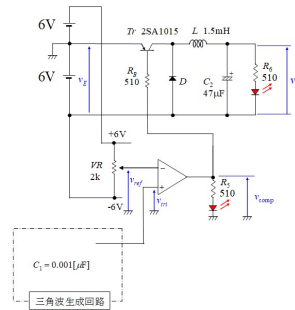 6V
Tr 2SA1015
L 1.5mH
6V
v_E
R_B
510
D
C_2
47μF
R_6
510
v
+6V
VR
2k
v_ref
v_tri
-6V
R_5
510
v_comp
C_1 = 0.001[μF]
三角波生成回路